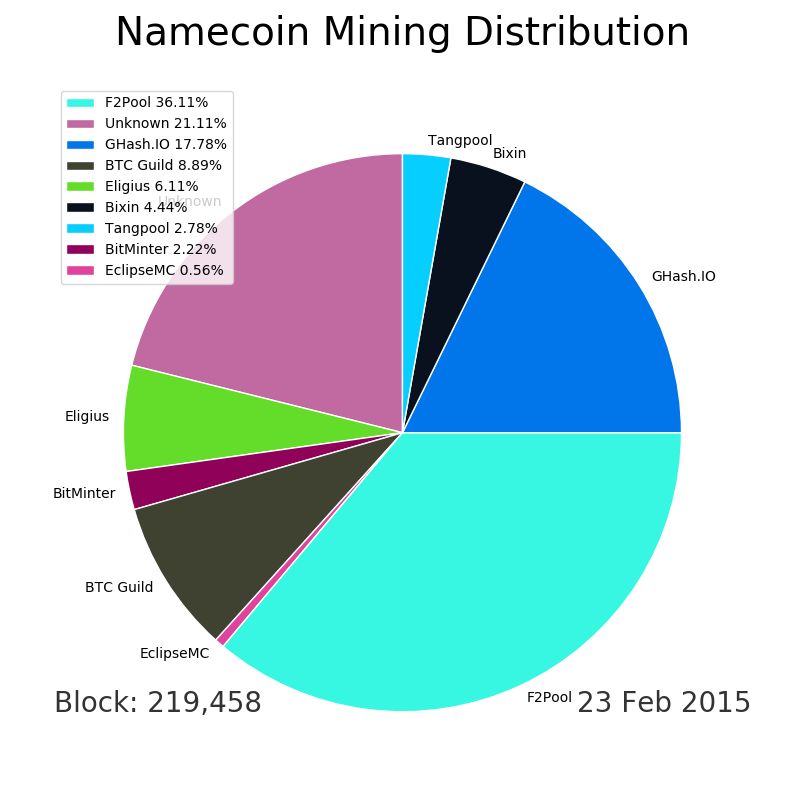 Namecoin Mining Distribution
F2Pool 36.11%
Unknown 21.11%
GHash.IO 17.78%
BTC Guild 8.89%
Eligius 6.11%
Bixin 4.44%
Tangpool 2.78%
BitMinter 2.22%
EclipseMC 0.56%
Tangpool
Bixin
Unknown
GHash.IO
Eligius
BitMinter
BTC Guild
EclipseMC
F2Pool
Block: 219,458
23 Feb 2015